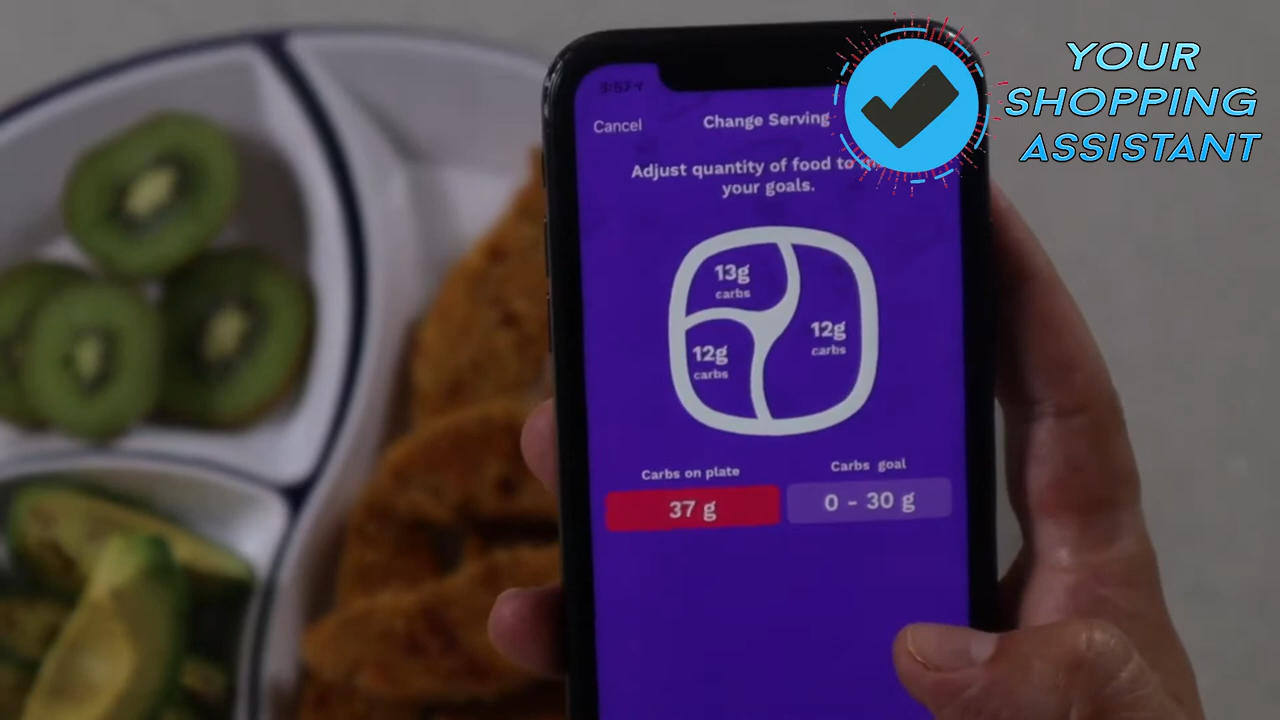 Cancel
Change Serving
Adjust quantity of food to
your goals.
13g
carbs
12g
carbs
12g
carbs
Carbs on plate
Carbs goal
37 g
0 - 30 g
YOUR
SHOPPING
ASSISTANT